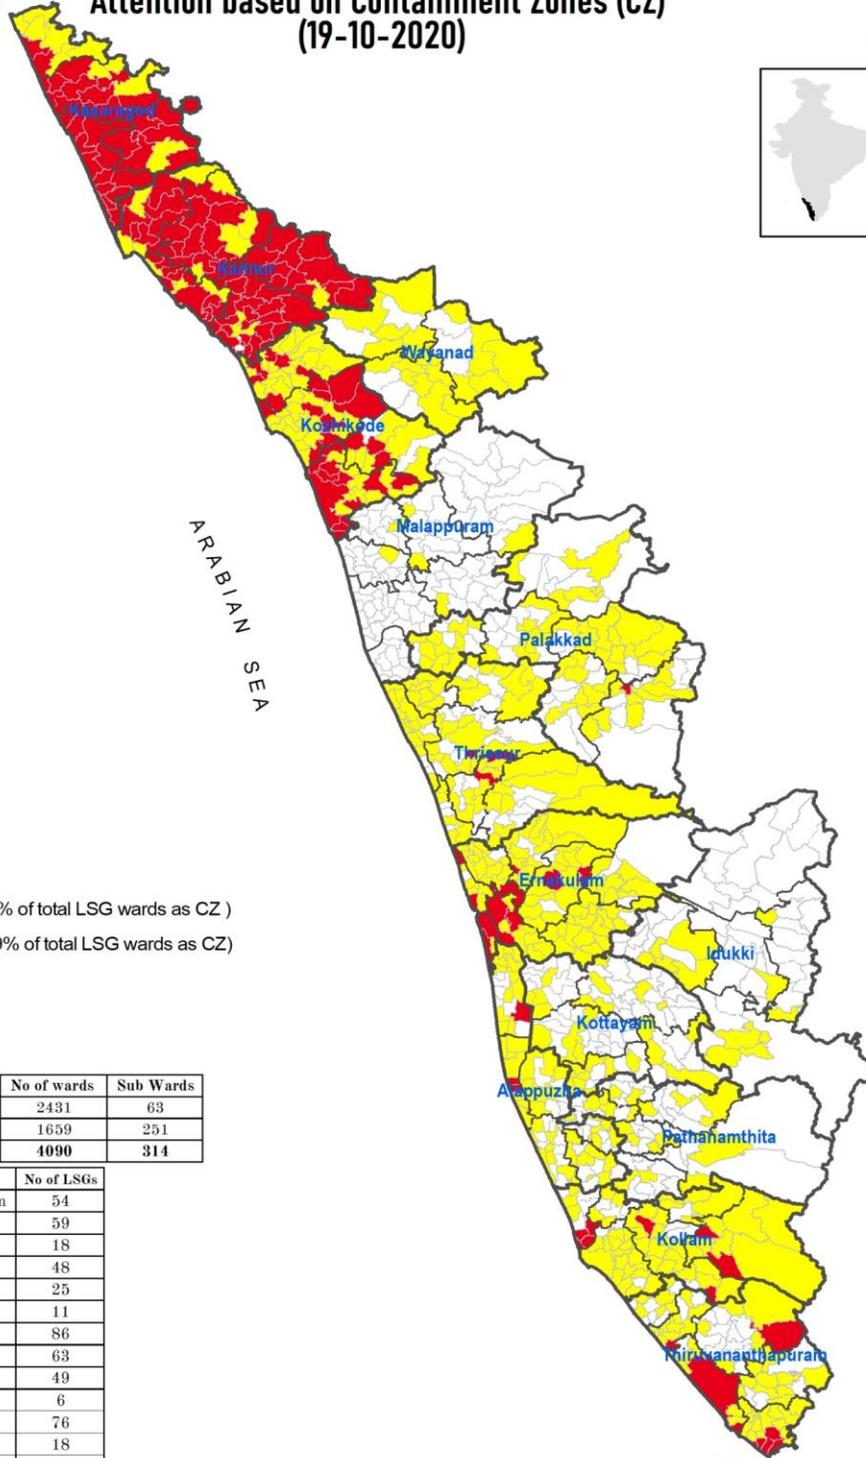 Attention based on Containment Zones (CZ)
(19-10-2020)
Kasaragod
Kannur
Wayanad
Kozhikode
Malappuram
ARABIAN SEA
Palakkad
Thrissur
Ernakulam
Idukki
Kottayam
Alappuzha
Pathanamthita
Kollam
Thiruvananthapuram
% of total LSG wards as CZ )
9% of total LSG wards as CZ)
No of wards Sub Wards
2431 63
1659 251
4090 314
No of LSGs
n 54
59
18
48
25
11
86
63
49
6
76
18